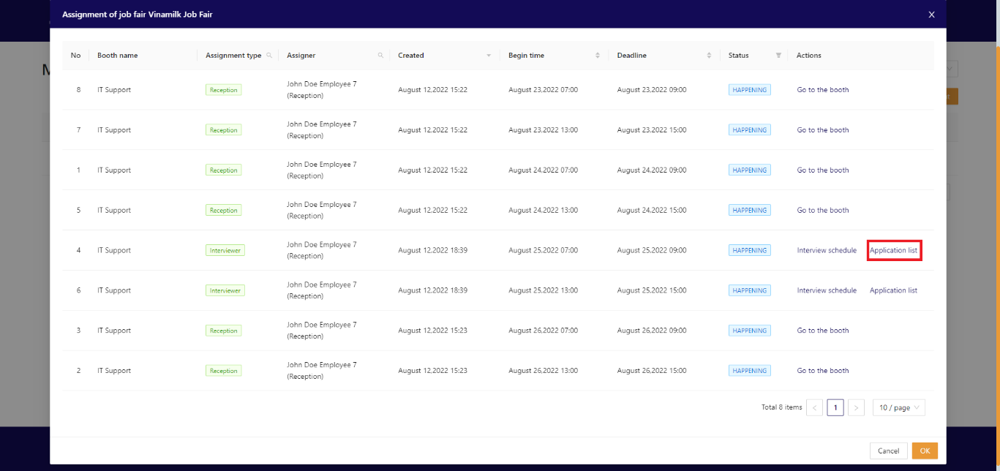 Assignment of job fair Vinamilk Job Fair X
No Booth name Assignment type Assigner Created Begin time Deadline Status Actions
8 IT Support Reception John Doe Employee 7 (Reception) August 12,2022 15:22 August 23,2022 07:00 August 23,2022 09:00 HAPPENING Go to the booth
7 IT Support Reception John Doe Employee 7 (Reception) August 12,2022 15:22 August 23,2022 13:00 August 23,2022 15:00 HAPPENING Go to the booth
1 IT Support Reception John Doe Employee 7 (Reception) August 12,2022 15:22 August 24,2022 07:00 August 24,2022 09:00 HAPPENING Go to the booth
5 IT Support Reception John Doe Employee 7 (Reception) August 12,2022 15:22 August 24,2022 13:00 August 24,2022 15:00 HAPPENING Go to the booth
4 IT Support Interviewer John Doe Employee 7 (Reception) August 12,2022 18:39 August 25,2022 07:00 August 25,2022 09:00 HAPPENING Interview schedule Application list
6 IT Support Interviewer John Doe Employee 7 (Reception) August 12,2022 18:39 August 25,2022 13:00 August 25,2022 15:00 HAPPENING Interview schedule Application list
3 IT Support Reception John Doe Employee 7 (Reception) August 12,2022 15:23 August 26,2022 07:00 August 26,2022 09:00 HAPPENING Go to the booth
2 IT Support Reception John Doe Employee 7 (Reception) August 12,2022 15:23 August 26,2022 13:00 August 26,2022 15:00 HAPPENING Go to the booth
Total 8 items < 1 > 10 / page
Cancel OK